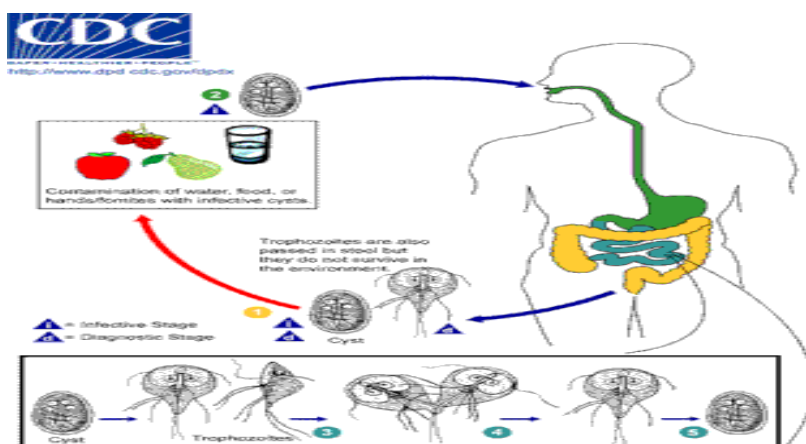 CDC
SAFER•HEALTHIER•PEOPLE™
http://www.dpd.cdc.gov/dpdx
2
i
Contamination of water, food, or
hands/fomites with infective cysts.
Trophozoites are also
passed in stool but
they do not survive in
the environment.
1
i
d
Cyst
d
i = Infective Stage
d = Diagnostic Stage
Cyst
Trophozoites
3
4
5